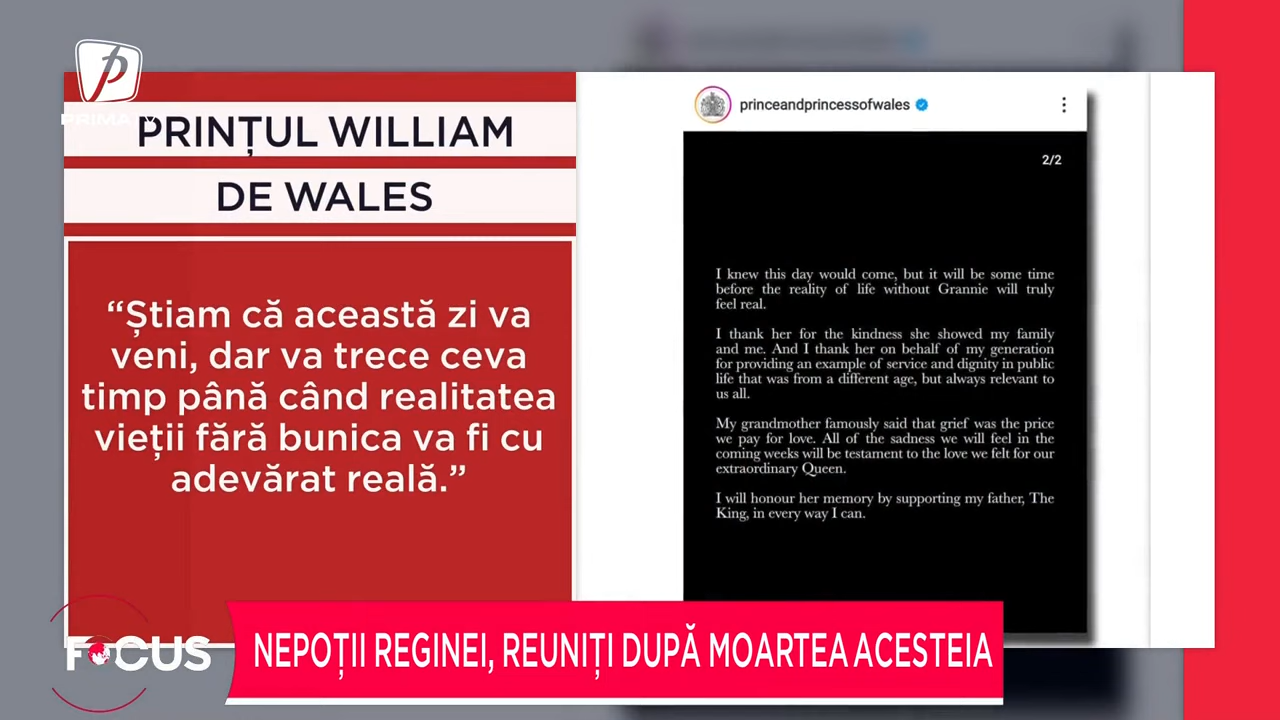 PRIMA TV
PRINȚUL WILLIAM
DE WALES
“Știam că această zi va
veni, dar va trece ceva
timp până când realitatea
vieții fără bunica va fi cu
adevărat reală.”
princeandprincessofwales
2/2
I knew this day would come, but it will be some time
before the reality of life without Grannie will truly
feel real.
I thank her for the kindness she showed my family
and me. And I thank her on behalf of my generation
for providing an example of service and dignity in public
life that was from a different age, but always relevant to
us all.
My grandmother famously said that grief was the price
we pay for love. All of the sadness we will feel in the
coming weeks will be testament to the love we felt for our
extraordinary Queen.
I will honour her memory by supporting my father, The
King, in every way I can.
FOCUS
NEPOȚII REGINEI, REUNIȚI DUPĂ MOARTEA ACESTEIA